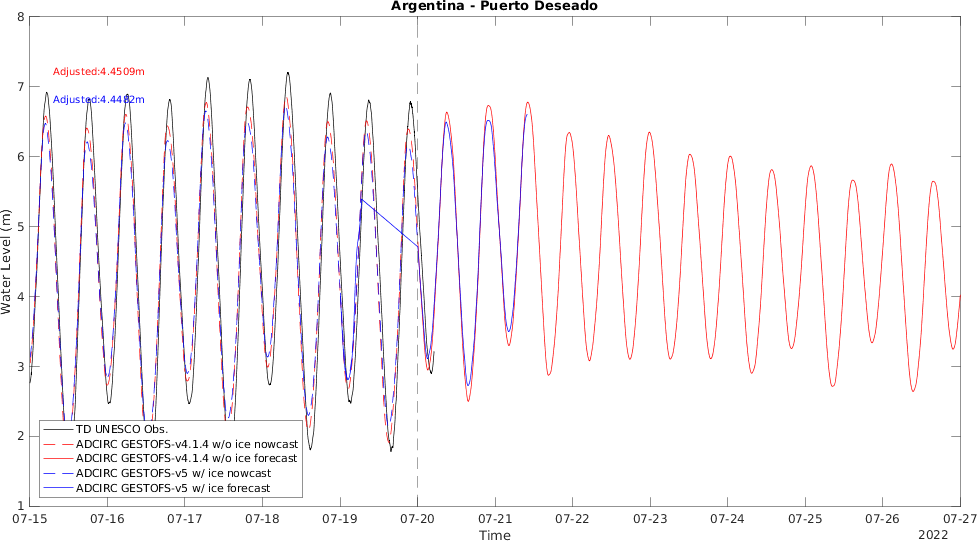 Argentina - Puerto Deseado
8
7
6
5
4
3
2
1
Water Level (m)
Adjusted:4.4509m
Adjusted:4.4482m
TD UNESCO Obs.
ADCIRC GESTOFS-v4.1.4 w/o ice nowcast
ADCIRC GESTOFS-v4.1.4 w/o ice forecast
ADCIRC GESTOFS-v5 w/ ice nowcast
ADCIRC GESTOFS-v5 w/ ice forecast
07-15 07-16 07-17 07-18 07-19 07-20 07-21 07-22 07-23 07-24 07-25 07-26 07-27
Time
2022